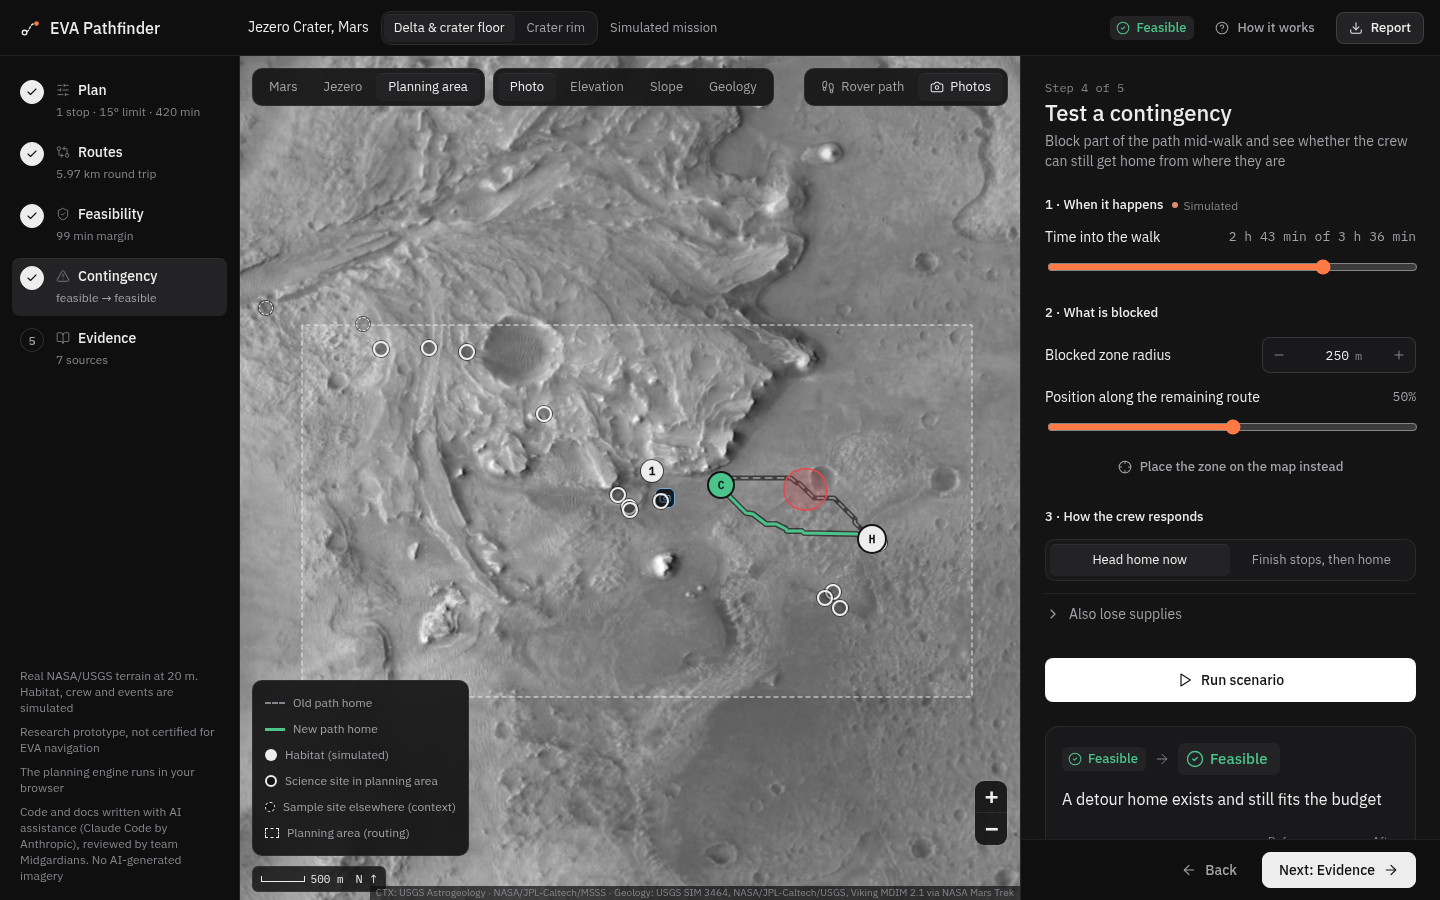 EVA Pathfinder
Jezero Crater, Mars
Delta & crater floor
Crater rim
Simulated mission
Feasible
How it works
Report
Plan
1 stop · 15° limit · 420 min
Routes
5.97 km round trip
Feasibility
99 min margin
Contingency
feasible → feasible
5
Evidence
7 sources
Real NASA/USGS terrain at 20 m.
Habitat, crew and events are
simulated
Research prototype, not certified for
EVA navigation
The planning engine runs in your
browser
Code and docs written with AI
assistance (Claude Code by
Anthropic), reviewed by team
Midgardians. No AI-generated
imagery
Mars
Jezero
Planning area
Photo
Elevation
Slope
Geology
Rover path
Photos
1
C
H
Old path home
New path home
Habitat (simulated)
Science site in planning area
Sample site elsewhere (context)
Planning area (routing)
500 m N ↑
+
−
CTX: USGS Astrogeology · NASA/JPL-Caltech/MSSS · Geology: USGS SIM 3464, NASA/JPL-Caltech/USGS, Viking MDIM 2.1 via NASA Mars Trek
Step 4 of 5
Test a contingency
Block part of the path mid-walk and see whether the crew
can still get home from where they are
1 · When it happens
Simulated
Time into the walk
2 h 43 min of 3 h 36 min
2 · What is blocked
Blocked zone radius
− 250 m +
Position along the remaining route
50%
Place the zone on the map instead
3 · How the crew responds
Head home now
Finish stops, then home
Also lose supplies
Run scenario
Feasible → Feasible
A detour home exists and still fits the budget
← Back
Next: Evidence →